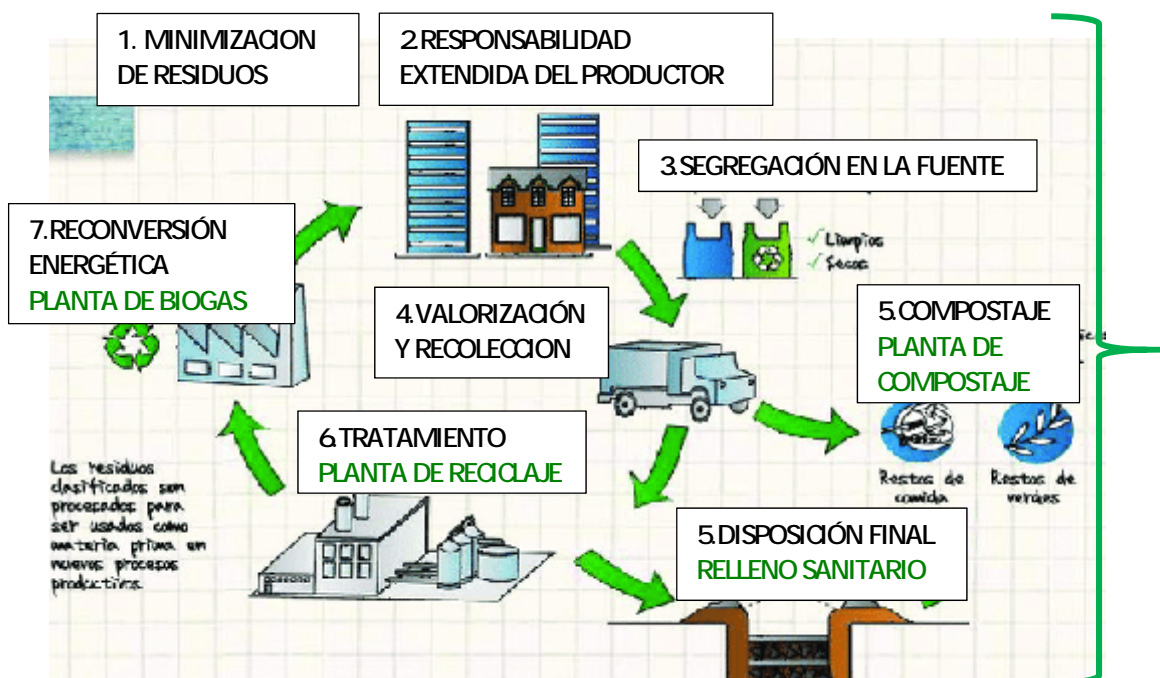 1. MINIMIZACION
DE RESIDUOS
2.RESPONSABILIDAD
EXTENDIDA DEL PRODUCTOR
3.SEGREGACIÓN EN LA FUENTE
✓ Limpios
✓ Secos
7.RECONVERSIÓN
ENERGÉTICA
PLANTA DE BIOGAS
4.VALORIZACIÓN
Y RECOLECCION
5.COMPOSTAJE
PLANTA DE
COMPOSTAJE
Restos de
comida
Restos de
verdes
6.TRATAMIENTO
PLANTA DE RECICLAJE
Los residuos
clasificados son
procesados para
ser usados como
materia prima en
nuevos procesos
productivos
5.DISPOSICIÓN FINAL
RELLENO SANITARIO